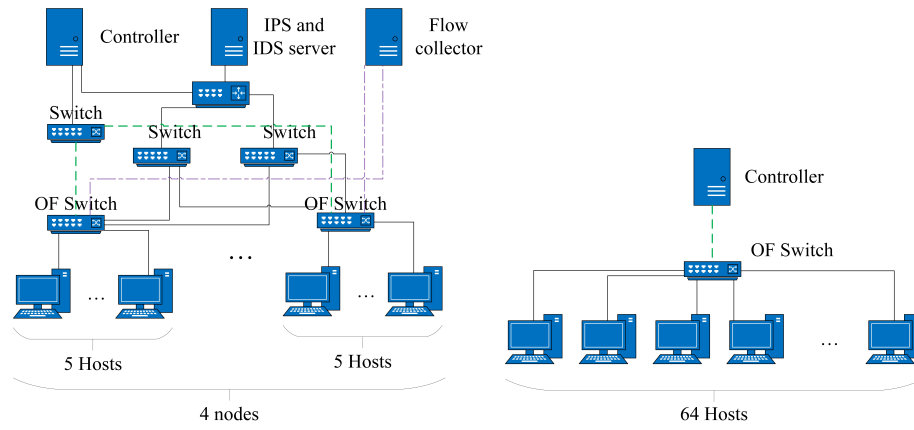 Controller
IPS and
IDS server
Flow
collector
Switch
Switch
Switch
OF Switch
OF Switch
...
...
...
5 Hosts
5 Hosts
4 nodes
Controller
OF Switch
...
64 Hosts